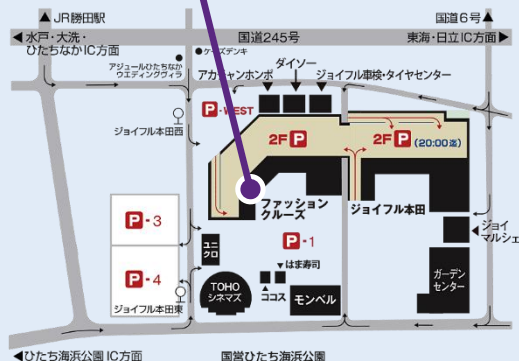 ▲JR勝田駅
国道6号▲
◀水戸・大洗・
ひたちなかIC方面
国道245号
東海・日立IC方面▶
アジュールひたちなか
ウエディングヴィラ
ケーズデンキ
ダイソー
アカチャンホンポ
ジョイフル車検・タイヤセンター
P-WEST
ジョイフル本田西
2F P
2F P (20:00迄)
ファッション
クルーズ
ジョイフル本田
P-3
P-1
ユニ
クロ
ジョイ
マルシェ
P-4
はま寿司
TOHO
シネマズ
ココス
モンベル
ガーデン
センター
ジョイフル本田東
◀ひたち海浜公園IC方面
国営ひたち海浜公園